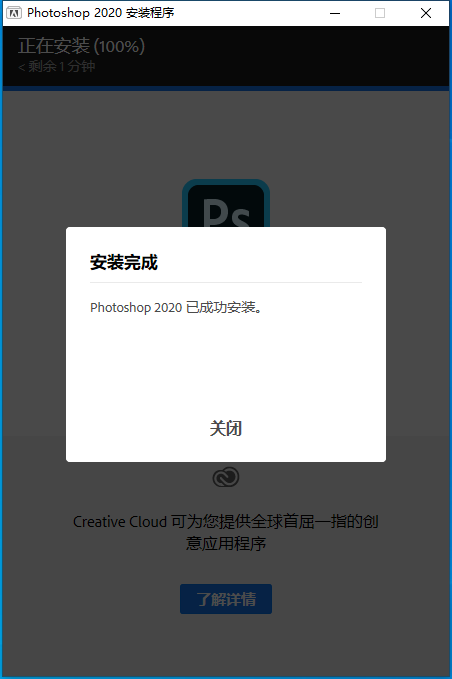 Photoshop 2020 安装程序
正在安装 (100%)
< 剩余 1 分钟
Ps
安装完成
Photoshop 2020 已成功安装。
关闭
Creative Cloud 可为您提供全球首屈一指的创
意应用程序
了解详情